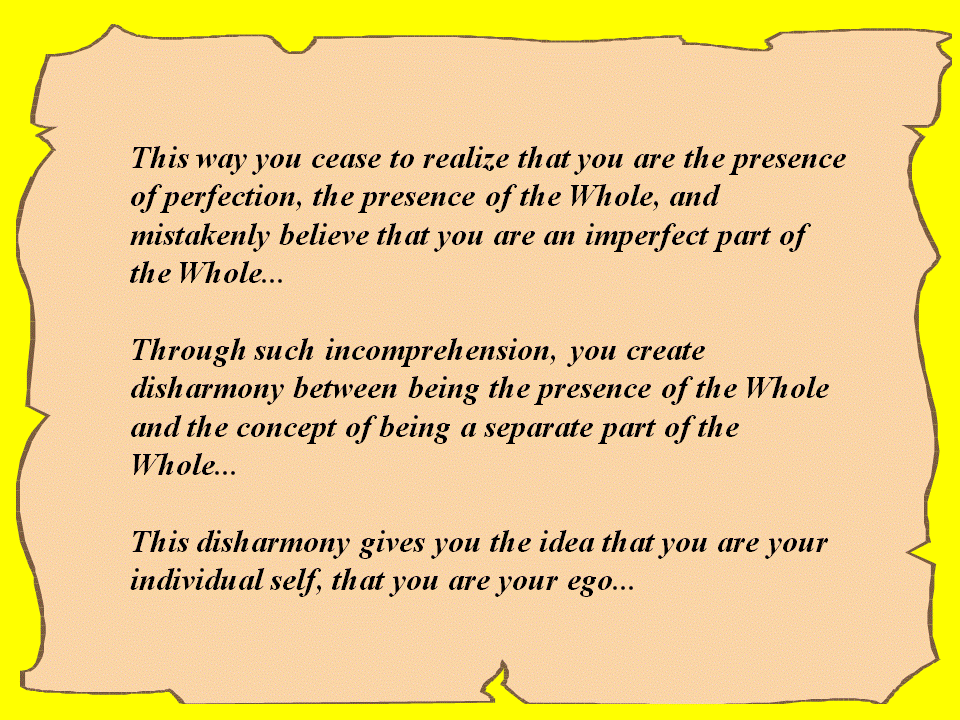 This way you cease to realize that you are the presence
of perfection, the presence of the Whole, and
mistakenly believe that you are an imperfect part of
the Whole...
Through such incomprehension, you create
disharmony between being the presence of the Whole
and the concept of being a separate part of the
Whole...
This disharmony gives you the idea that you are your
individual self, that you are your ego...